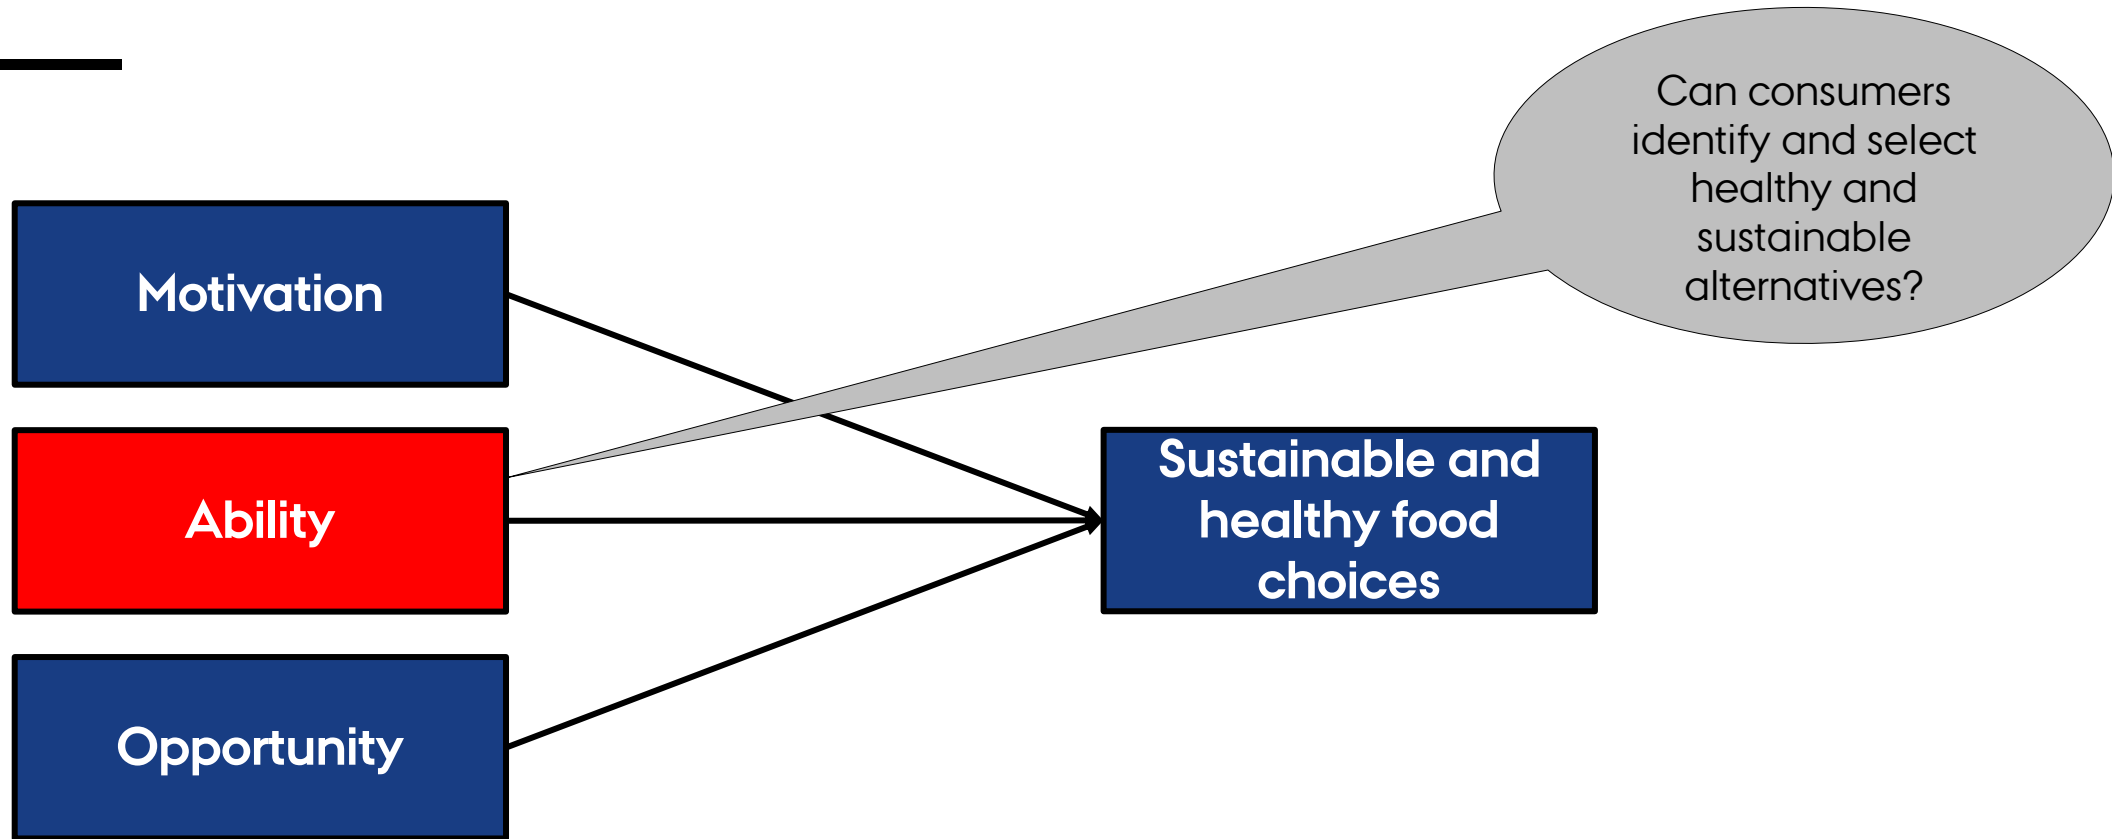 Can consumers
identify and select
healthy and
sustainable
alternatives?
Motivation
Ability
Sustainable and
healthy food
choices
Opportunity